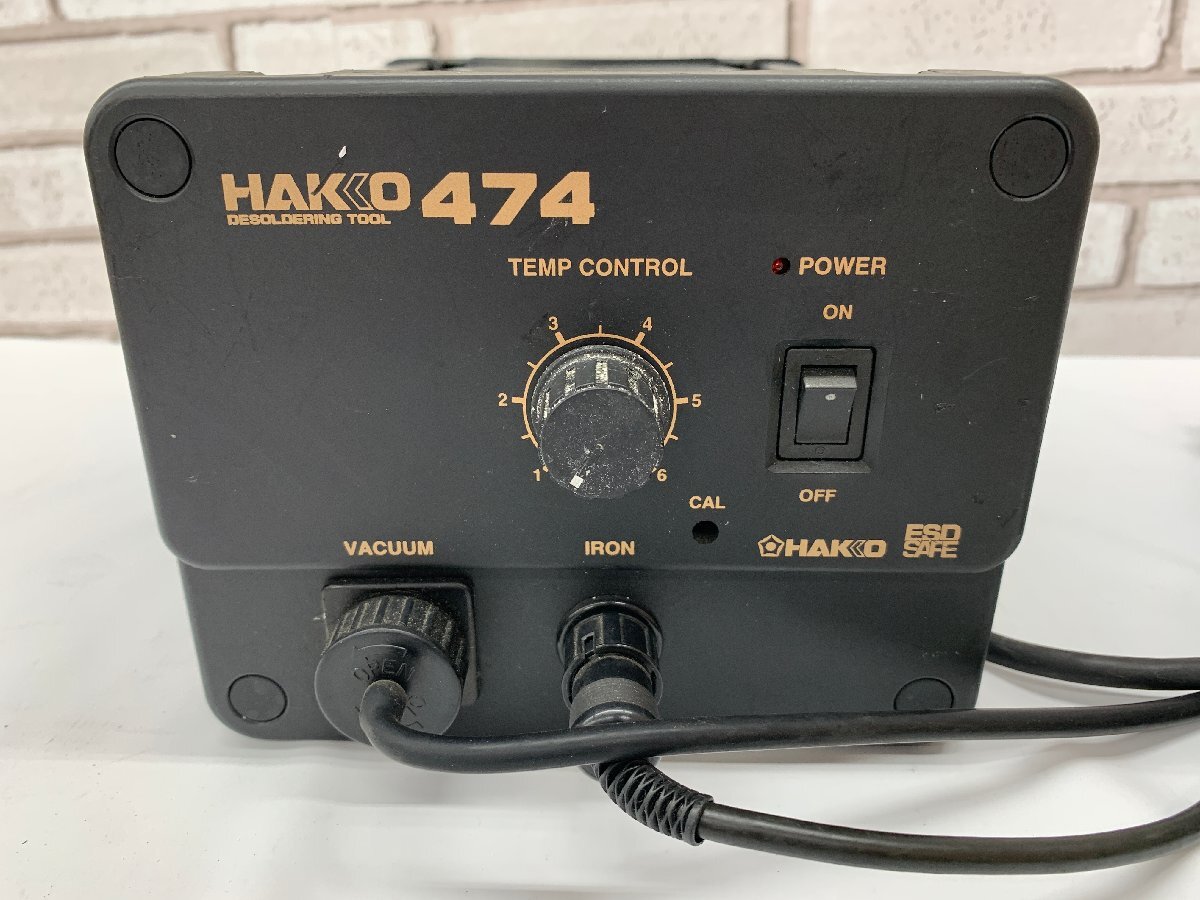 HAKKO 474
DESOLDERING TOOL
TEMP CONTROL
POWER
ON
3 4
2 5
1 6
OFF
CAL
VACUUM
IRON
HAKKO
ESD
SAFE
OPEN